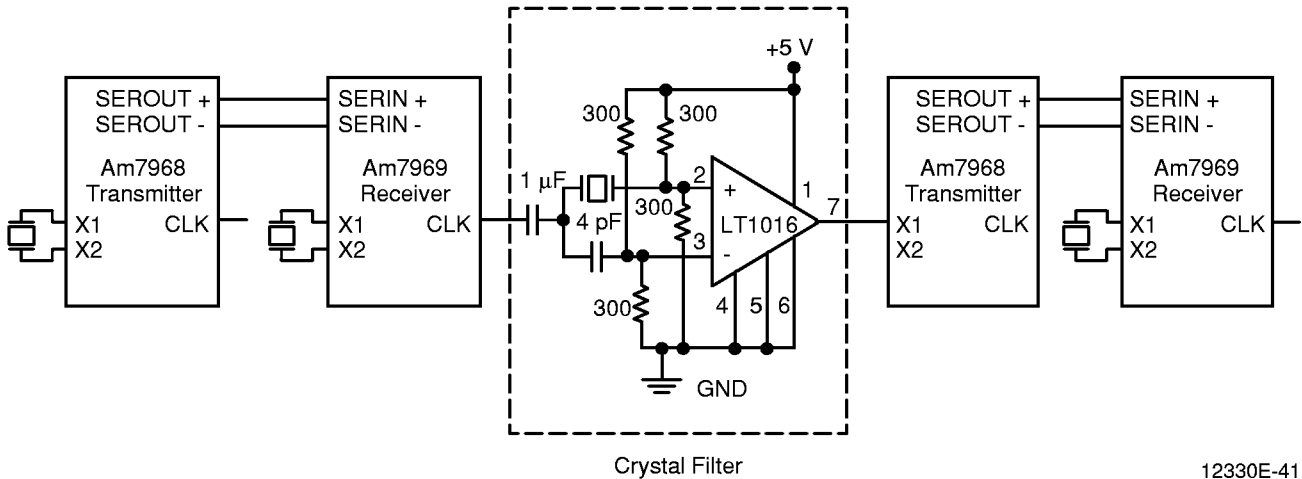 +5 V
SEROUT +
SEROUT -
Am7968
Transmitter
X1
X2
CLK
SERIN +
SERIN -
Am7969
Receiver
X1
X2
CLK
1 µF
4 pF
300
300
300
300
2
3
+
-
LT1016
1
4
5
6
7
GND
SEROUT +
SEROUT -
Am7968
Transmitter
X1
X2
CLK
SERIN +
SERIN -
Am7969
Receiver
X1
X2
CLK
Crystal Filter
12330E-41